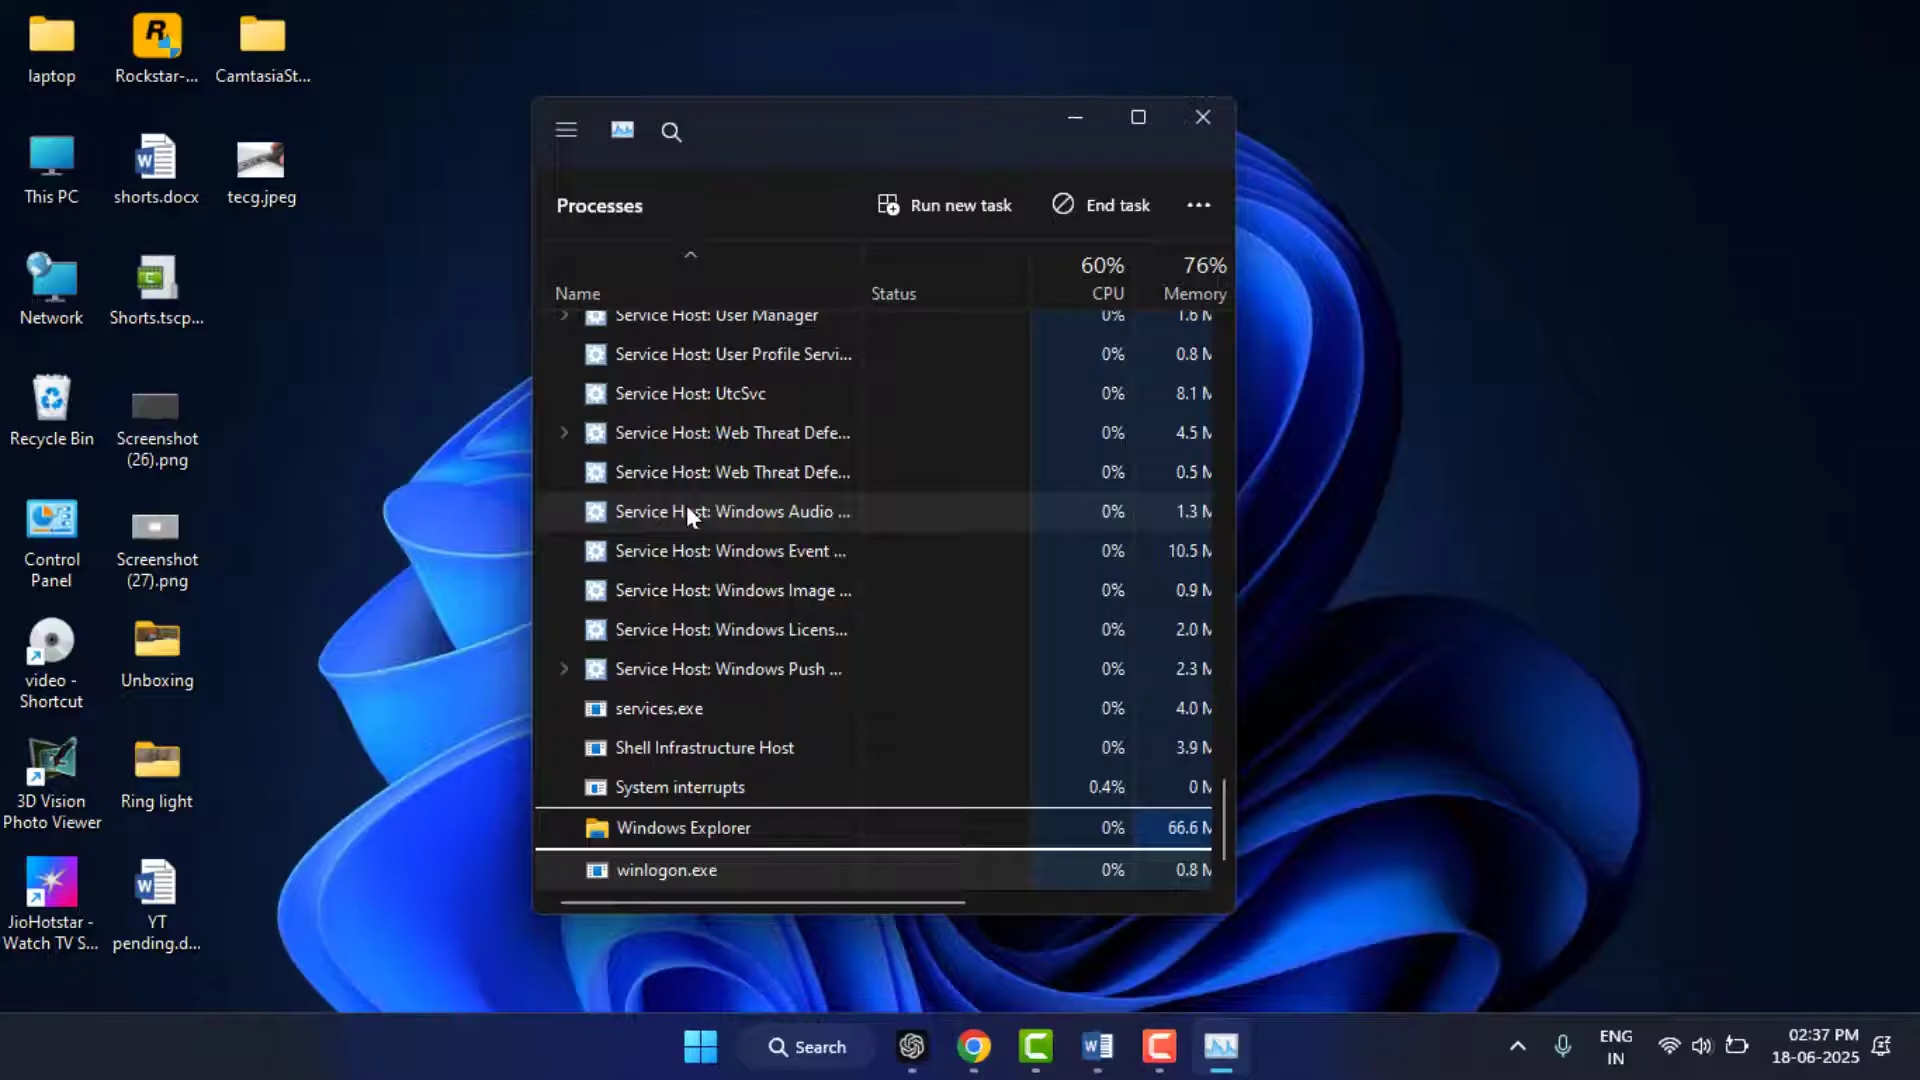 laptop
Rockstar-...
CamtasiaSt...
This PC
shorts.docx
tecg.jpeg
Network
Shorts.tscp...
Recycle Bin
Screenshot
(26).png
Control
Panel
Screenshot
(27).png
video -
Shortcut
Unboxing
3D Vision
Photo Viewer
Ring light
JioHotstar -
Watch TV S...
YT
pending.d...
Processes
Run new task
End task
60%
76%
Name
Status
CPU
Memory
Service Host: User Manager 0% 1.6 M
Service Host: User Profile Servi... 0% 0.8 M
Service Host: UtcSvc 0% 8.1 M
Service Host: Web Threat Defe... 0% 4.5 M
Service Host: Web Threat Defe... 0% 0.5 M
Service Host: Windows Audio ... 0% 1.3 M
Service Host: Windows Event ... 0% 10.5 M
Service Host: Windows Image ... 0% 0.9 M
Service Host: Windows Licens... 0% 2.0 M
Service Host: Windows Push ... 0% 2.3 M
services.exe 0% 4.0 M
Shell Infrastructure Host 0% 3.9 M
System interrupts 0.4% 0 M
Windows Explorer 0% 66.6 M
winlogon.exe 0% 0.8 M
Search
ENG
IN
02:37 PM
18-06-2025